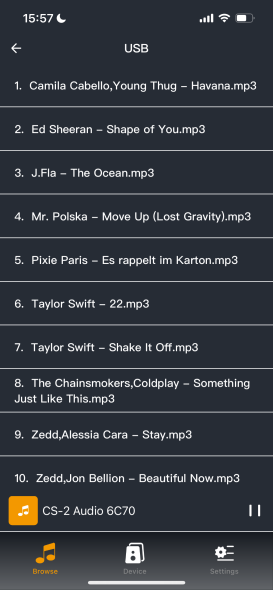 15:57
USB
1. Camila Cabello,Young Thug – Havana.mp3
2. Ed Sheeran – Shape of You.mp3
3. J.Fla – The Ocean.mp3
4. Mr. Polska – Move Up (Lost Gravity).mp3
5. Pixie Paris – Es rappelt im Karton.mp3
6. Taylor Swift – 22.mp3
7. Taylor Swift – Shake It Off.mp3
8. The Chainsmokers,Coldplay – Something
Just Like This.mp3
9. Zedd,Alessia Cara – Stay.mp3
10. Zedd,Jon Bellion – Beautiful Now.mp3
CS-2 Audio 6C70
Browse
Device
Settings